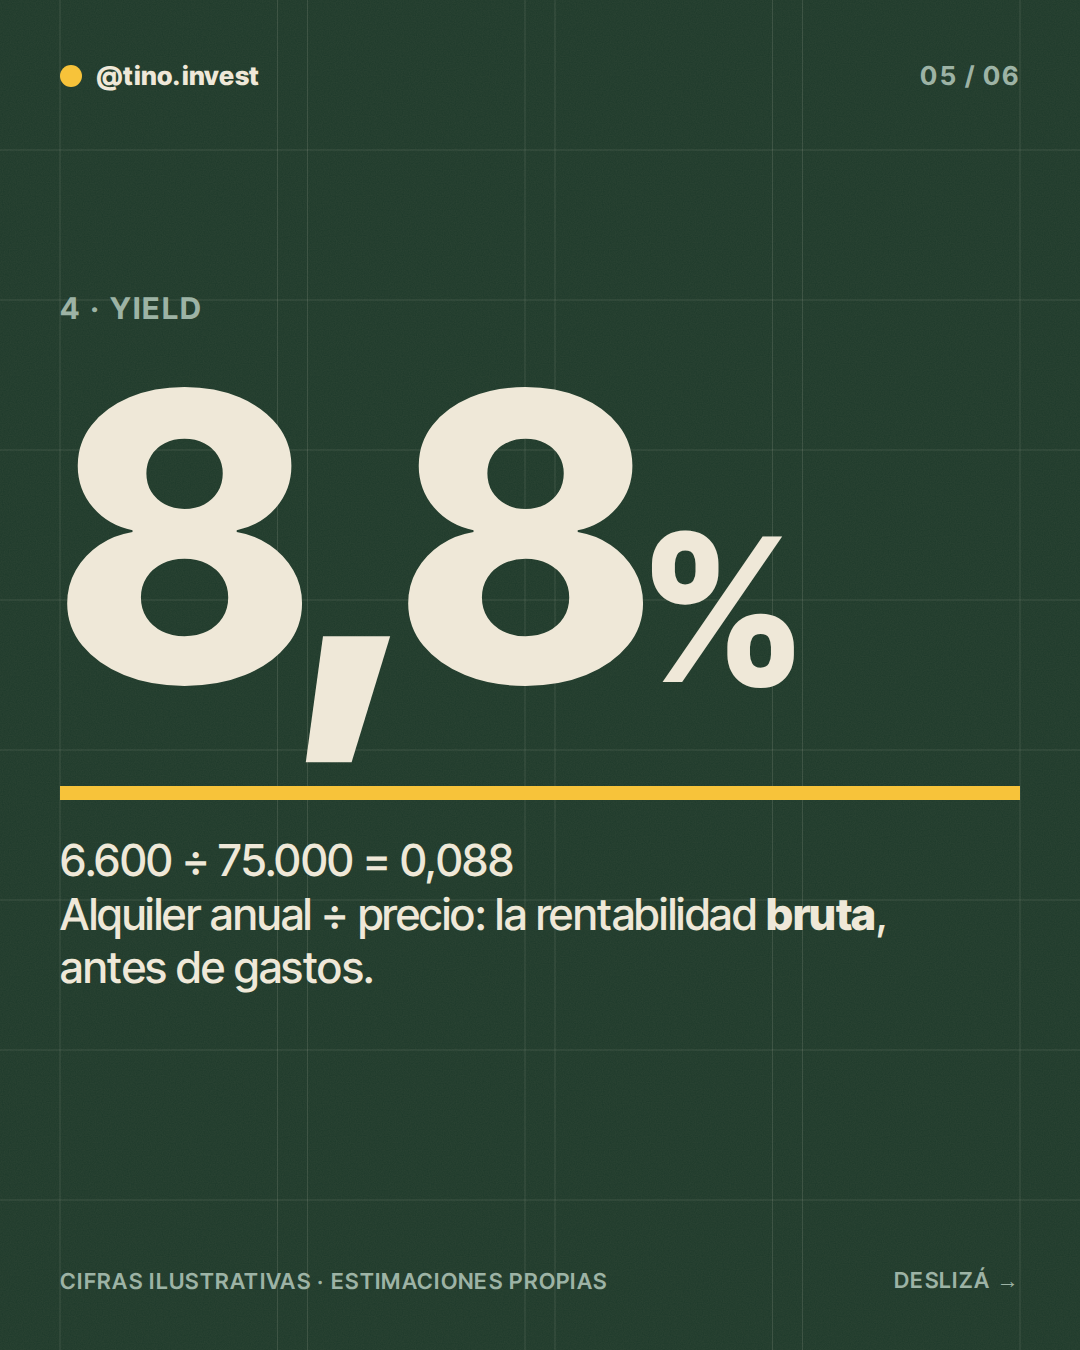 @tino.invest
05 / 06
4 · YIELD
8,8%
6.600 ÷ 75.000 = 0,088
Alquiler anual ÷ precio: la rentabilidad bruta,
antes de gastos.
CIFRAS ILUSTRATIVAS · ESTIMACIONES PROPIAS
DESLIZÁ →